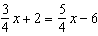 3/4 x + 2 = 5/4 x − 6